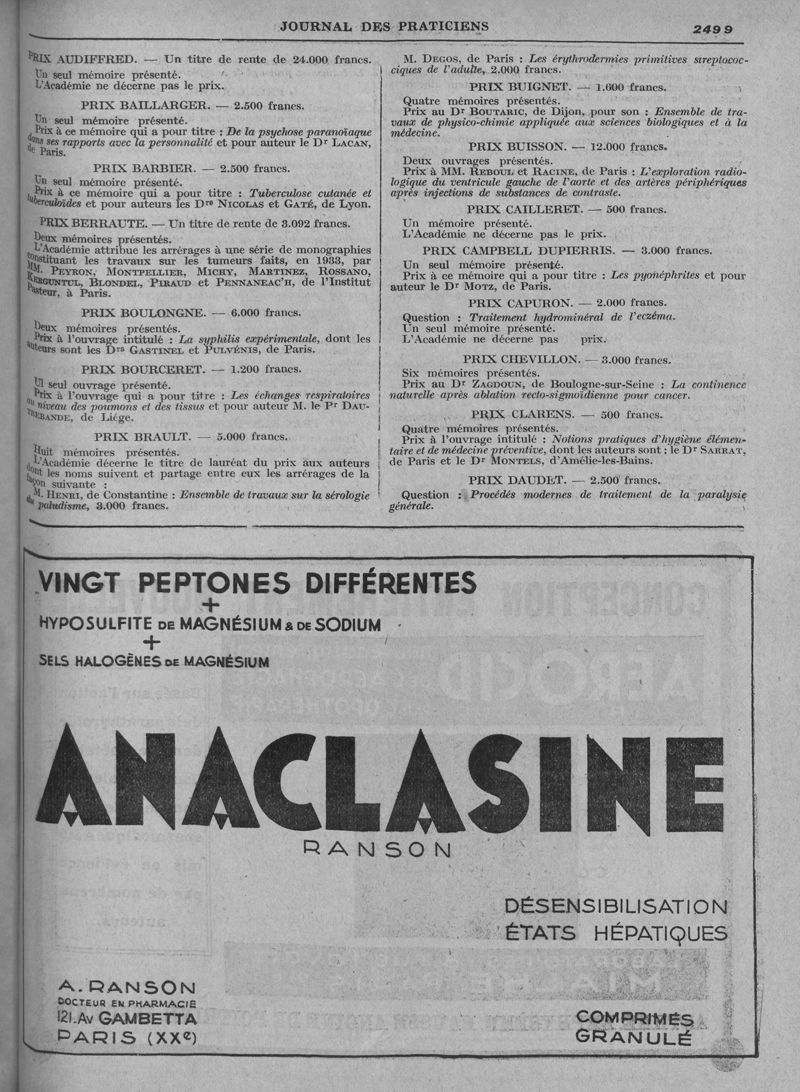 JOURNAL DES PRATICIENS
2499
PRIX AUDIFFRED. — Un titre de rente de 24.000 francs.
Un seul mémoire présenté.
L'Académie ne décerne pas le prix.
PRIX BAILLARGER. — 2.500 francs.
Un seul mémoire présenté.
Prix à ce mémoire qui a pour titre : De la psychose paranoïaque
dans ses rapports avec la personnalité et pour auteur le Dr LACAN,
de Paris.
PRIX BARBIER. — 2.500 francs.
Un seul mémoire présenté.
Prix à ce mémoire qui a pour titre : Tuberculose cutanée et
tuberculoïdes et pour auteurs les Drs NICOLAS et GATÉ, de Lyon.
PRIX BERRAUTE. — Un titre de rente de 3.092 francs.
Deux mémoires présentés.
L'Académie attribue les arrérages à une série de monographies
constituant les travaux sur les tumeurs faits, en 1933, par
MM. PEYRON, MONTPELLIER, MICHY, MARTINEZ, ROSSANO,
KERGUNTUL, BLONDEL, PIRAUD et PENNANEAC'H, de l'Institut
Pasteur, à Paris.
PRIX BOULONGNE. — 6.000 francs.
Deux mémoires présentés.
Prix à l'ouvrage intitulé : La syphilis expérimentale, dont les
auteurs sont les Drs GASTINEL et PULVÉNIS, de Paris.
PRIX BOURCERET. — 1.200 francs.
Ul seul ouvrage présenté.
Prix à l'ouvrage qui a pour titre : Les échanges respiratoires
au niveau des poumons et des tissus et pour auteur M. le Pr DAU-
TREBANDE, de Liége.
PRIX BRAULT. — 5.000 francs.
Huit mémoires présentés.
L'Académie décerne le titre de lauréat du prix aux auteurs
dont les noms suivent et partage entre eux les arrérages de la
façon suivante :
M. HENRI, de Constantine : Ensemble de travaux sur la sérologie
du paludisme, 3.000 francs.
M. DEGOS, de Paris : Les érythrodermies primitives streptococ-
ciques de l'adulte, 2.000 francs.
PRIX BUIGNET. — 1.600 francs.
Quatre mémoires présentés.
Prix au Dr BOUTARIC, de Dijon, pour son : Ensemble de tra-
vaux de physico-chimie appliquée aux sciences biologiques et à la
médecine.
PRIX BUISSON. — 12.000 francs.
Deux ouvrages présentés.
Prix à MM. REBOUL et RACINE, de Paris : L'exploration radio-
logique du ventricule gauche de l'aorte et des artères périphériques
après injections de substances de contraste.
PRIX CAILLERET. — 500 francs.
Un mémoire présenté.
L'Académie ne décerne pas le prix.
PRIX CAMPBELL DUPIERRIS. — 3.000 francs.
Un seul mémoire présenté.
Prix à ce mémoire qui a pour titre : Les pyonéphrites et pour
auteur le Dr MOTZ, de Paris.
PRIX CAPURON. — 2.000 francs.
Question : Traitement hydrominéral de l'eczéma.
Un seul mémoire présenté.
L'Académie ne décerne pas prix.
PRIX CHEVILLON. — 3.000 francs.
Six mémoires présentés.
Prix au Dr ZAGDOUN, de Boulogne-sur-Seine : La continence
naturelle après ablation recto-sigmoïdienne pour cancer.
PRIX CLARENS. — 500 francs.
Quatre mémoires présentés.
Prix à l'ouvrage intitulé : Notions pratiques d'hygiène élémen-
taire et de médecine préventive, dont les auteurs sont : le Dr SARRAT,
de Paris et le Dr MONTELS, d'Amélie-les-Bains.
PRIX DAUDET. — 2.500 francs.
Question : Procédés modernes de traitement de la paralysie
générale.
VINGT PEPTONES DIFFÉRENTES
+
HYPOSULFITE DE MAGNÉSIUM & DE SODIUM
+
SELS HALOGÈNES DE MAGNÉSIUM
ANACLASINE
RANSON
DÉSENSIBILISATION
ÉTATS HÉPATIQUES
A. RANSON
DOCTEUR EN PHARMACIE
121. AV GAMBETTA
PARIS (XXe)
COMPRIMÉS
GRANULÉ